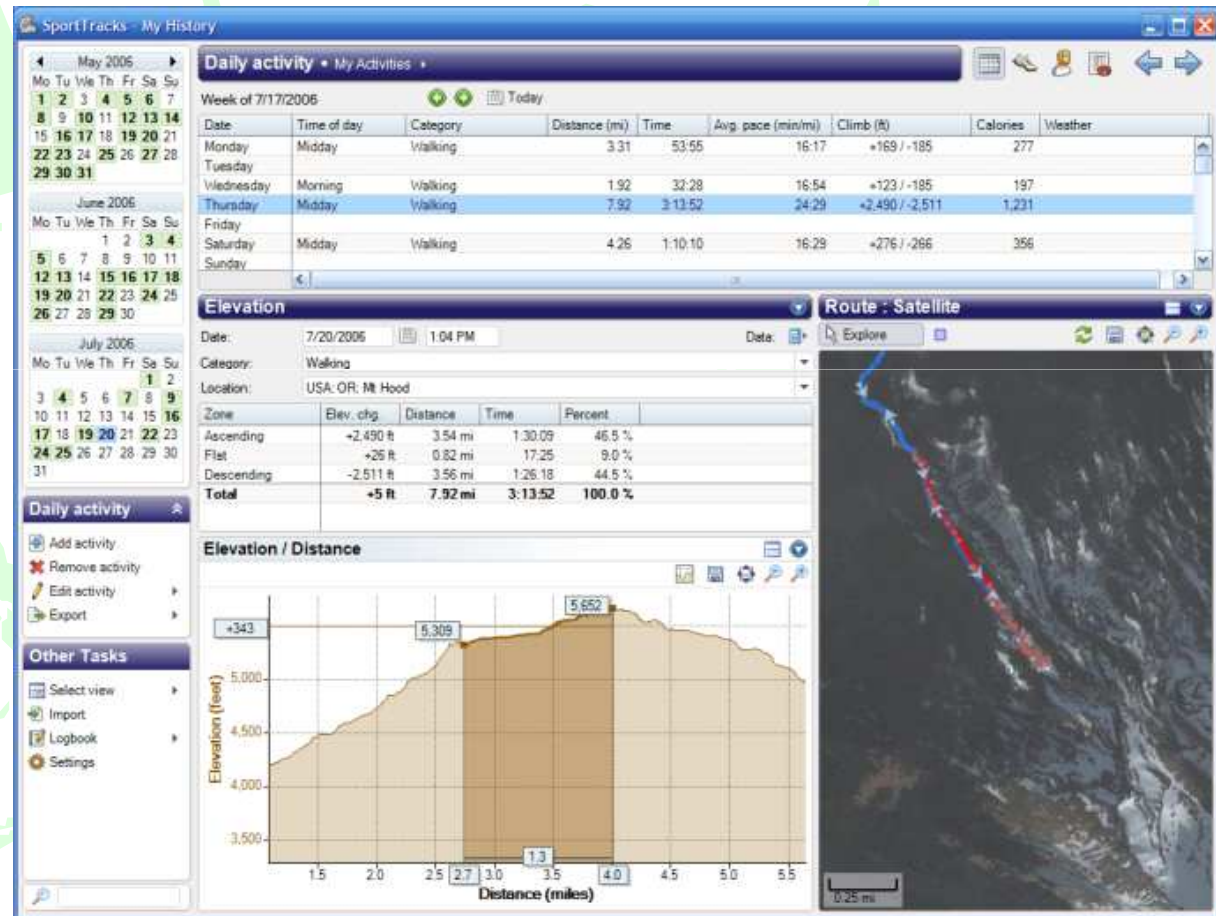 SportTracks - My History
May 2006
Mo Tu We Th Fr Sa Su
1 2 3 4 5 6 7
8 9 10 11 12 13 14
15 16 17 18 19 20 21
22 23 24 25 26 27 28
29 30 31
June 2006
Mo Tu We Th Fr Sa Su
1 2 3 4
5 6 7 8 9 10 11
12 13 14 15 16 17 18
19 20 21 22 23 24 25
26 27 28 29 30
July 2006
Mo Tu We Th Fr Sa Su
1 2
3 4 5 6 7 8 9
10 11 12 13 14 15 16
17 18 19 20 21 22 23
24 25 26 27 28 29 30
31
Daily activity
Add activity
Remove activity
Edit activity
Export
Other Tasks
Select view
Import
Logbook
Settings
Daily activity • My Activities
Week of 7/17/2006 Today
Date Time of day Category Distance (mi) Time Avg. pace (min/mi) Climb (ft) Calories Weather
Monday Midday Walking 3.31 53:55 16:17 +169 / -185 277
Tuesday
Wednesday Morning Walking 1.92 32:28 16:54 +123 / -185 197
Thursday Midday Walking 7.92 3:13:52 24:29 +2,490 / -2,511 1,231
Friday
Saturday Midday Walking 4.26 1:10:10 16:29 +276 / -266 356
Sunday
Elevation
Date: 7/20/2006 1:04 PM Data:
Category: Walking
Location: USA: OR: Mt Hood
Zone Elev. chg. Distance Time Percent
Ascending +2,490 ft 3.54 mi 1:30:09 46.5 %
Flat +26 ft 0.82 mi 17:25 9.0 %
Descending -2,511 ft 3.56 mi 1:26:18 44.5 %
Total +5 ft 7.92 mi 3:13:52 100.0 %
Elevation / Distance
+343
5,309
5,652
5,000
4,500
4,000
3,500
Elevation (feet)
1.3
1.5 2.0 2.5 2.7 3.0 3.5 4.0 4.5 5.0 5.5
Distance (miles)
Route : Satellite
Explore
0.25 mi